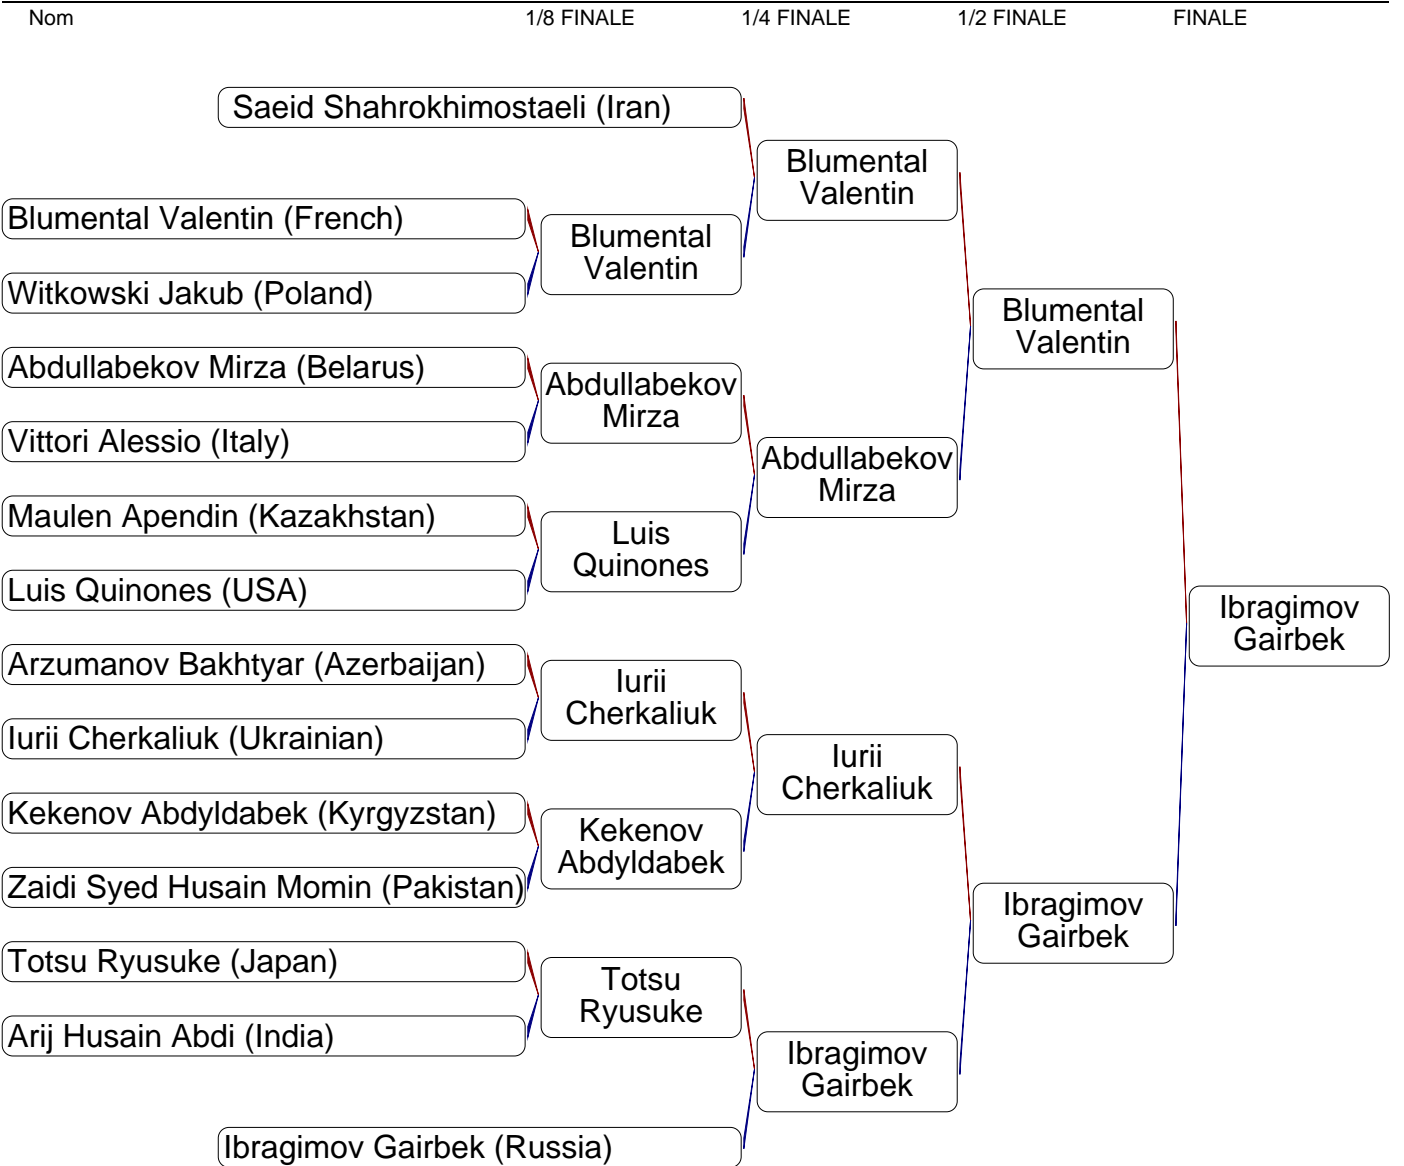 Nom 1/8 FINALE 1/4 FINALE 1/2 FINALE FINALE
Saeid Shahrokhimostaeli (Iran)
Blumental
Valentin
Blumental Valentin (French)
Blumental
Valentin
Witkowski Jakub (Poland)
Blumental
Valentin
Abdullabekov Mirza (Belarus)
Abdullabekov
Mirza
Vittori Alessio (Italy)
Abdullabekov
Mirza
Maulen Apendin (Kazakhstan)
Luis
Quinones
Luis Quinones (USA)
Ibragimov
Gairbek
Arzumanov Bakhtyar (Azerbaijan)
Iurii
Cherkaliuk
Iurii Cherkaliuk (Ukrainian)
Iurii
Cherkaliuk
Kekenov Abdyldabek (Kyrgyzstan)
Kekenov
Abdyldabek
Zaidi Syed Husain Momin (Pakistan)
Ibragimov
Gairbek
Totsu Ryusuke (Japan)
Totsu
Ryusuke
Arij Husain Abdi (India)
Ibragimov
Gairbek
Ibragimov Gairbek (Russia)